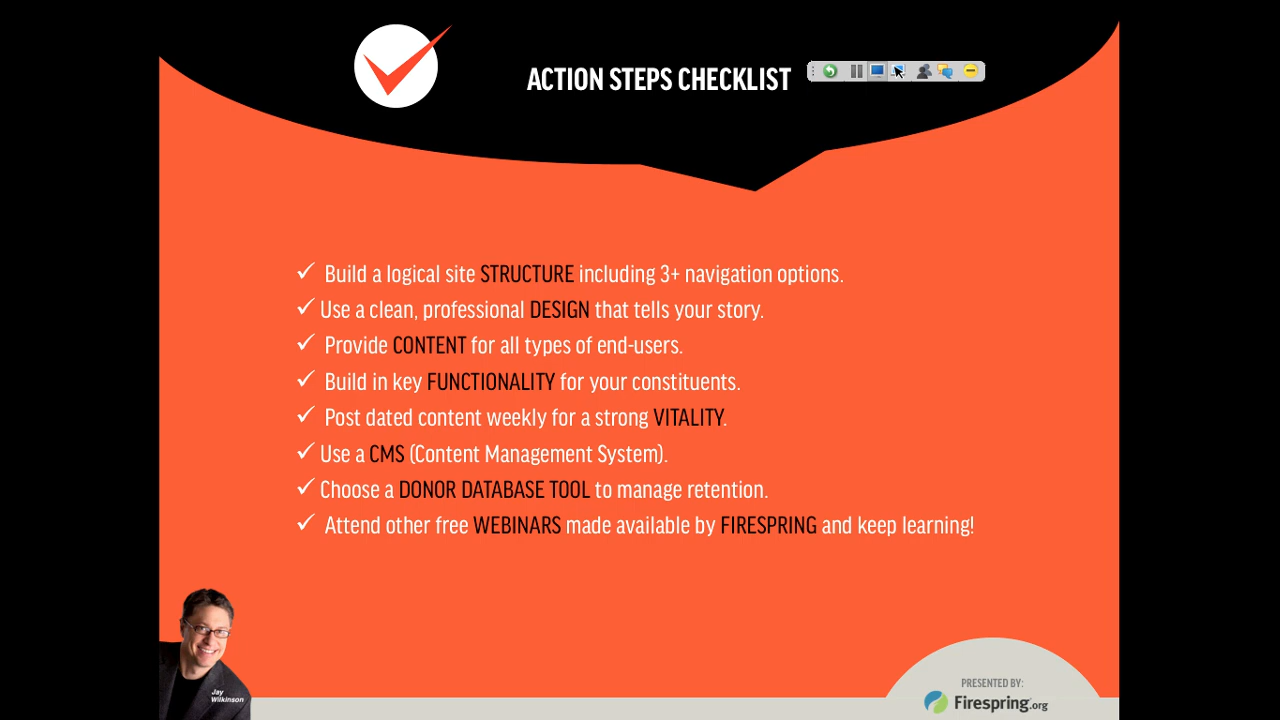 ACTION STEPS CHECKLIST
Build a logical site STRUCTURE including 3+ navigation options.
Use a clean, professional DESIGN that tells your story.
Provide CONTENT for all types of end-users.
Build in key FUNCTIONALITY for your constituents.
Post dated content weekly for a strong VITALITY.
Use a CMS (Content Management System).
Choose a DONOR DATABASE TOOL to manage retention.
Attend other free WEBINARS made available by FIRESPRING and keep learning!
Jay
Wilkinson
PRESENTED BY:
Firespring.org